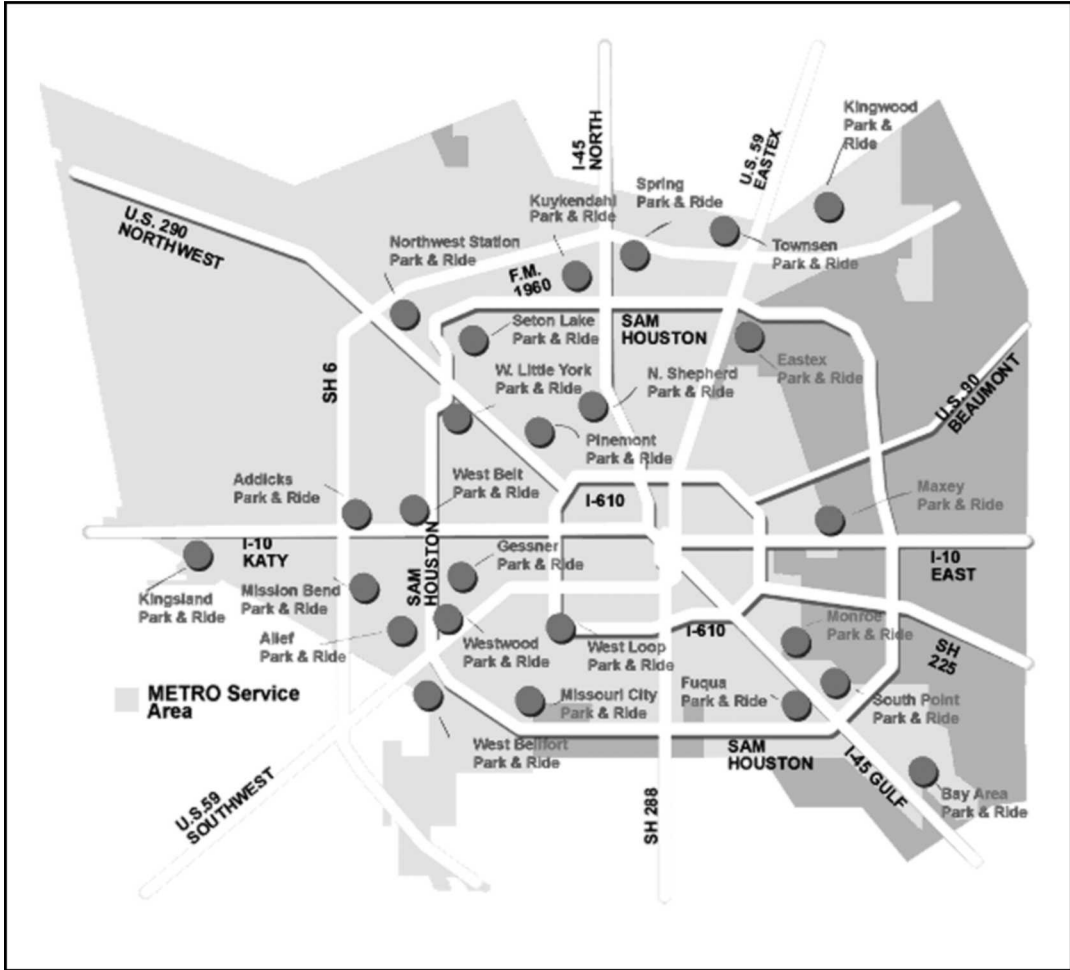 Kingwood
Park &
Ride
I-45
NORTH
U.S. 59
EASTEX
Spring
Park & Ride
Kuykendahl
Park & Ride
U.S. 290
NORTHWEST
Northwest Station
Park & Ride
Townsen
Park & Ride
F.M.
1960
Seton Lake
Park & Ride
SAM
HOUSTON
Eastex
Park & Ride
SH 6
W. Little York
Park & Ride
N. Shepherd
Park & Ride
U.S. 90
BEAUMONT
Pinemont
Park & Ride
Addicks
Park & Ride
West Belt
Park & Ride
I-610
Maxey
Park & Ride
I-10
KATY
SAM
HOUSTON
Gessner
Park & Ride
I-10
EAST
Kingsland
Park & Ride
Mission Bend
Park & Ride
Alief
Park & Ride
Westwood
Park & Ride
West Loop
Park & Ride
I-610
Monroe
Park & Ride
SH
225
METRO Service
Area
Missouri City
Park & Ride
Fuqua
Park & Ride
South Point
Park & Ride
West Bellfort
Park & Ride
SAM
HOUSTON
I-45 GULF
U.S.59
SOUTHWEST
SH 288
Bay Area
Park & Ride